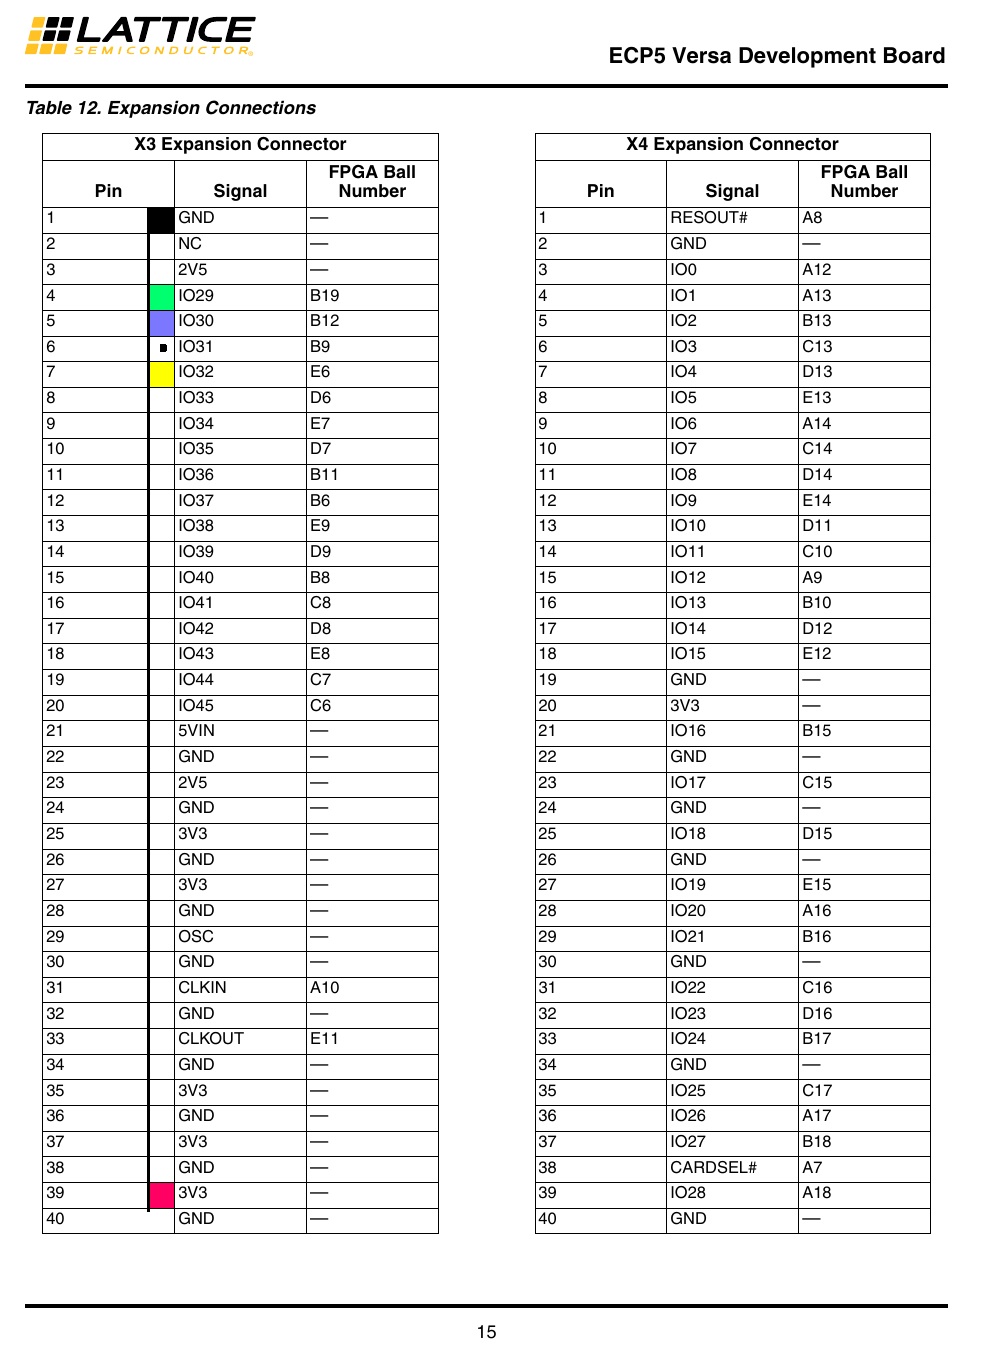 LATTICE
SEMICONDUCTOR®
ECP5 Versa Development Board
Table 12. Expansion Connections
X3 Expansion Connector
Pin Signal FPGA Ball Number
1 GND —
2 NC —
3 2V5 —
4 IO29 B19
5 IO30 B12
6 IO31 B9
7 IO32 E6
8 IO33 D6
9 IO34 E7
10 IO35 D7
11 IO36 B11
12 IO37 B6
13 IO38 E9
14 IO39 D9
15 IO40 B8
16 IO41 C8
17 IO42 D8
18 IO43 E8
19 IO44 C7
20 IO45 C6
21 5VIN —
22 GND —
23 2V5 —
24 GND —
25 3V3 —
26 GND —
27 3V3 —
28 GND —
29 OSC —
30 GND —
31 CLKIN A10
32 GND —
33 CLKOUT E11
34 GND —
35 3V3 —
36 GND —
37 3V3 —
38 GND —
39 3V3 —
40 GND —
X4 Expansion Connector
Pin Signal FPGA Ball Number
1 RESOUT# A8
2 GND —
3 IO0 A12
4 IO1 A13
5 IO2 B13
6 IO3 C13
7 IO4 D13
8 IO5 E13
9 IO6 A14
10 IO7 C14
11 IO8 D14
12 IO9 E14
13 IO10 D11
14 IO11 C10
15 IO12 A9
16 IO13 B10
17 IO14 D12
18 IO15 E12
19 GND —
20 3V3 —
21 IO16 B15
22 GND —
23 IO17 C15
24 GND —
25 IO18 D15
26 GND —
27 IO19 E15
28 IO20 A16
29 IO21 B16
30 GND —
31 IO22 C16
32 IO23 D16
33 IO24 B17
34 GND —
35 IO25 C17
36 IO26 A17
37 IO27 B18
38 CARDSEL# A7
39 IO28 A18
40 GND —
15